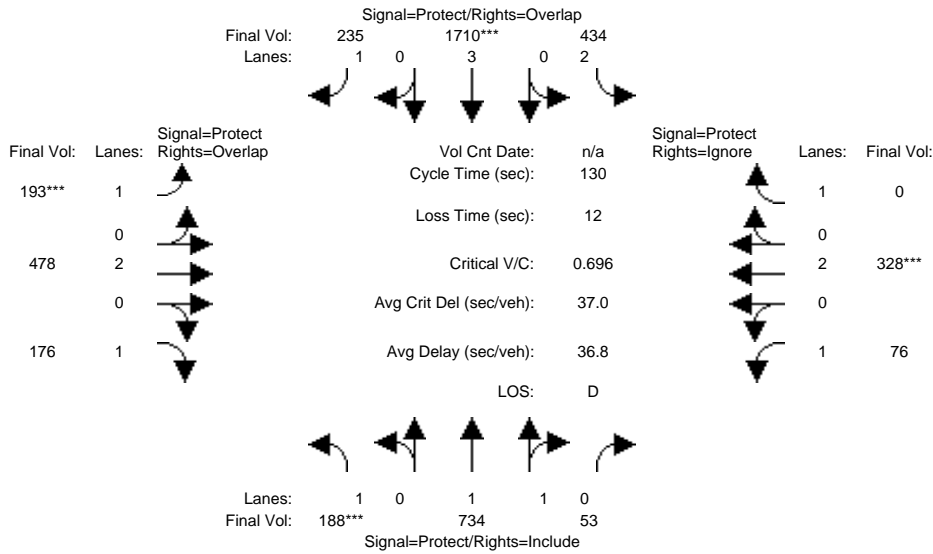 Signal=Protect/Rights=Overlap
Final Vol: 235 1710*** 434
Lanes: 1 0 3 0 2
Signal=Protect Signal=Protect
Final Vol: Lanes: Rights=Overlap Vol Cnt Date: n/a Rights=Ignore Lanes: Final Vol:
Cycle Time (sec): 130
193*** 1 1 0
Loss Time (sec): 12
0 0
478 2 Critical V/C: 0.696 2 328***
0 Avg Crit Del (sec/veh): 37.0 0
176 1 Avg Delay (sec/veh): 36.8 1 76
LOS: D
Lanes: 1 0 1 1 0
Final Vol: 188*** 734 53
Signal=Protect/Rights=Include